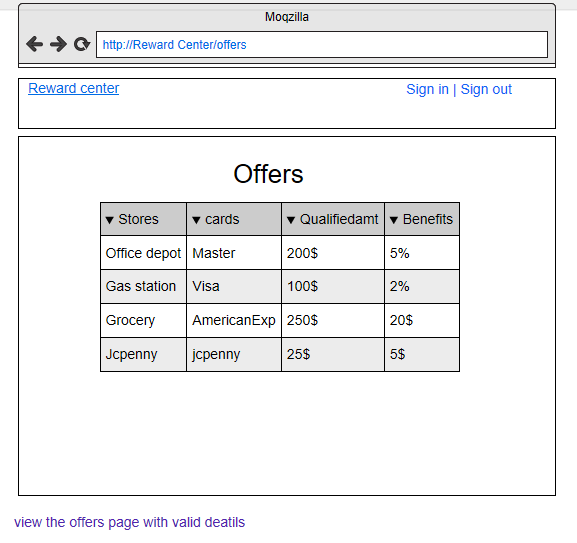 Moqzilla
http://Reward Center/offers
Reward center Sign in | Sign out
Offers
Stores cards Qualifiedamt Benefits
Office depot Master 200$ 5%
Gas station Visa 100$ 2%
Grocery AmericanExp 250$ 20$
Jcpenny jcpenny 25$ 5$
view the offers page with valid deatils